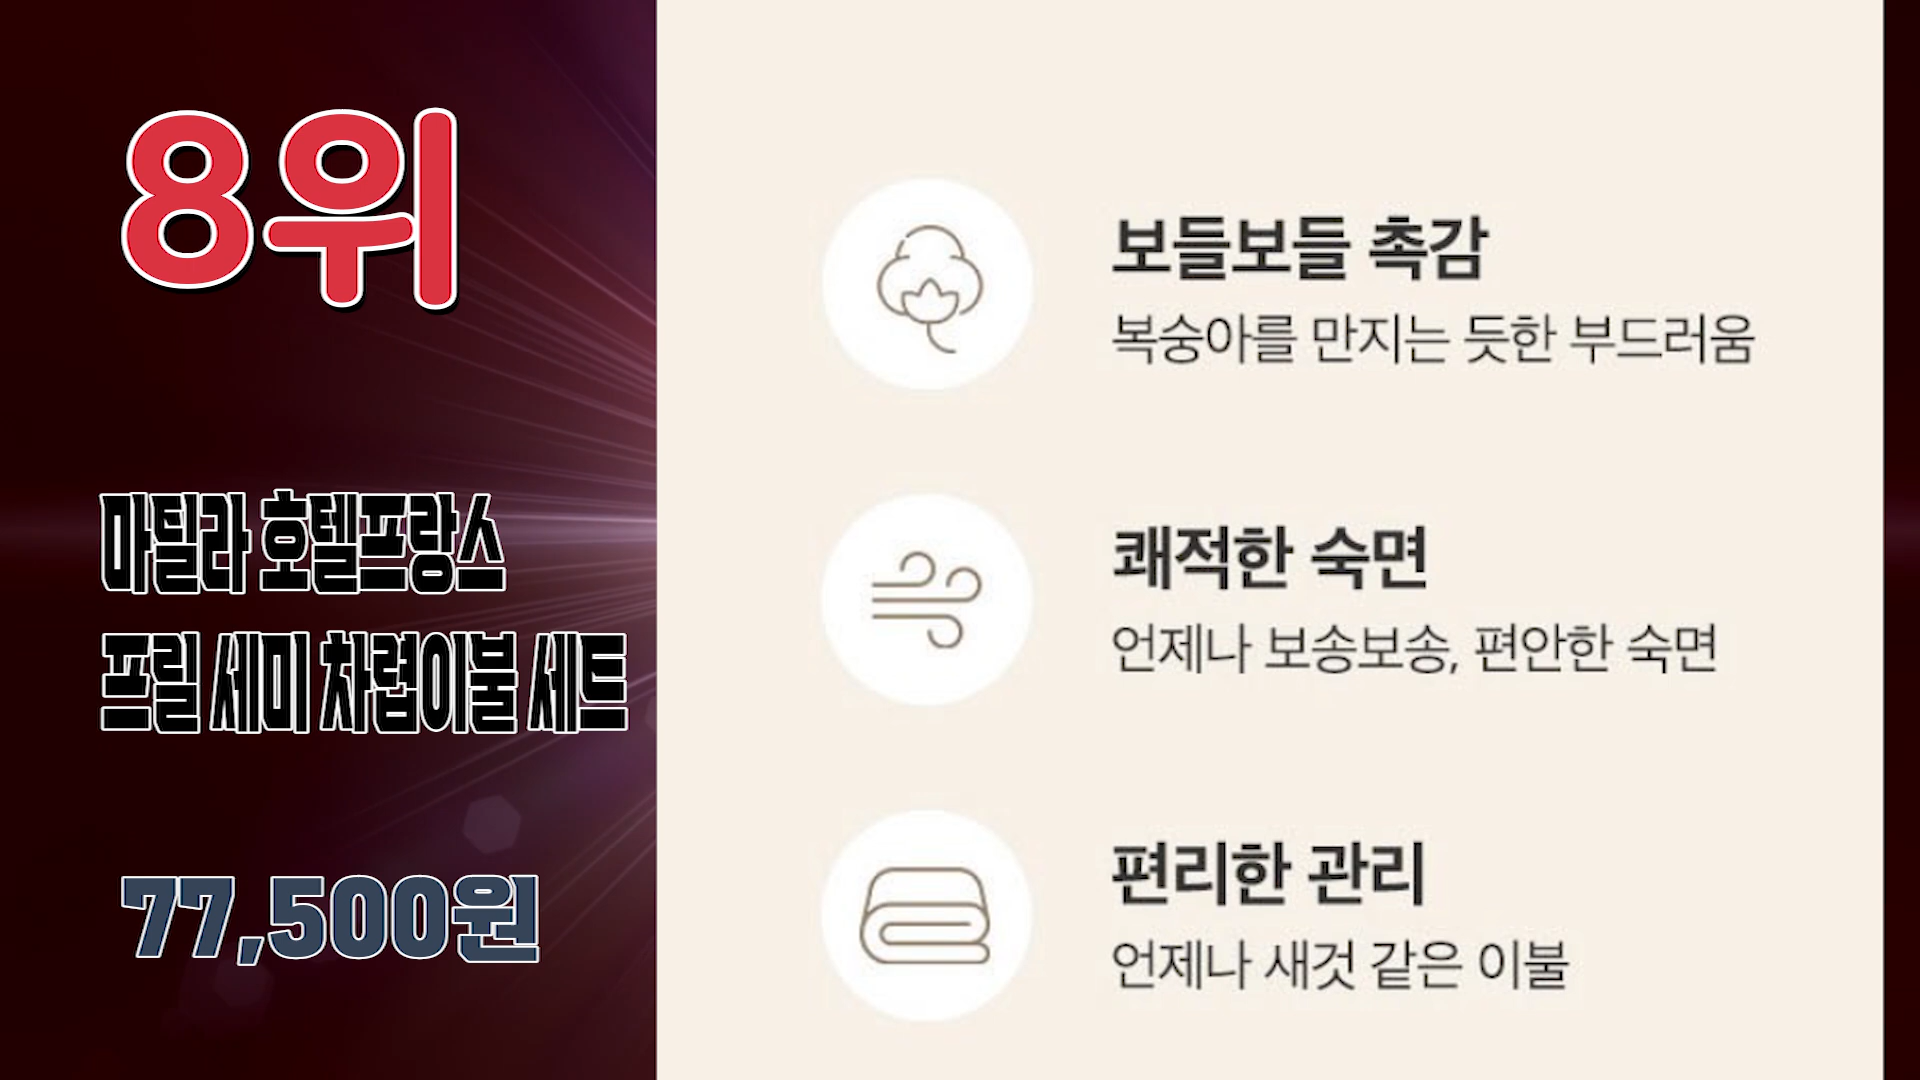 8위
마틸라 호텔프랑스
프릴 세미 차렵이불 세트
77,500원
보들보들 촉감
복숭아를 만지는 듯한 부드러움
쾌적한 숙면
언제나 보송보송, 편안한 숙면
편리한 관리
언제나 새것 같은 이불